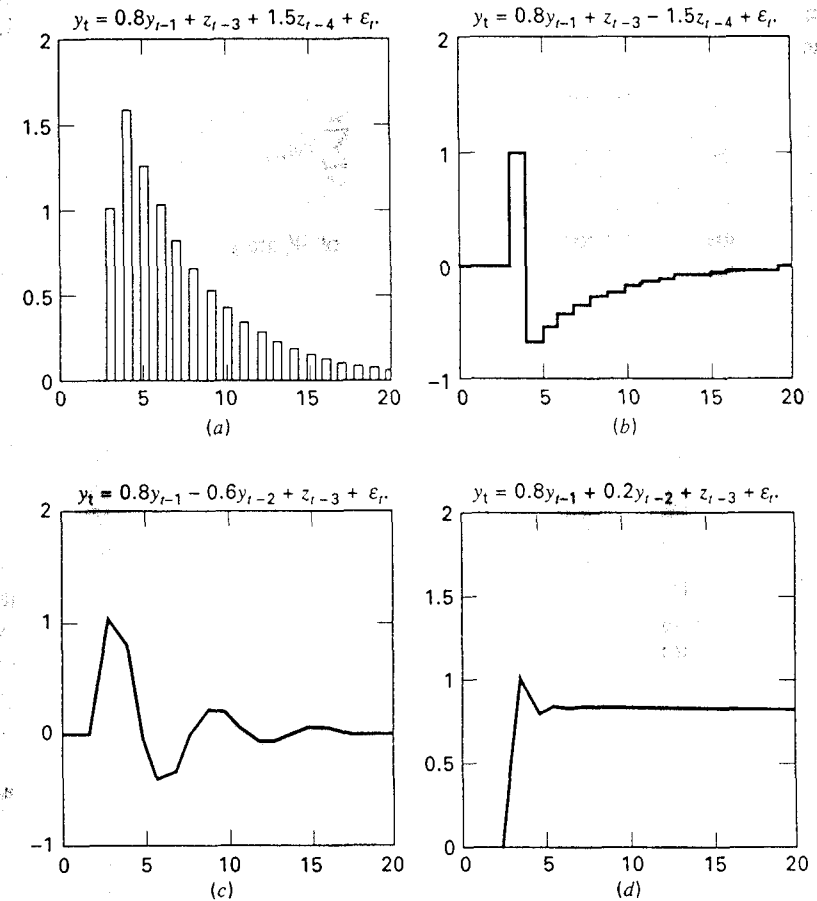 y_t = 0.8y_{t−1} + z_{t−3} + 1.5z_{t−4} + ε_t.
2
1.5
1
0.5
0
0 5 10 15 20
(a)
y_t = 0.8y_{t−1} + z_{t−3} − 1.5z_{t−4} + ε_t.
2
1
0
−1
0 5 10 15 20
(b)
y_t = 0.8y_{t−1} − 0.6y_{t−2} + z_{t−3} + ε_t.
2
1
0
−1
0 5 10 15 20
(c)
y_t = 0.8y_{t−1} + 0.2y_{t−2} + z_{t−3} + ε_t.
2
1.5
1
0.5
0
0 5 10 15 20
(d)